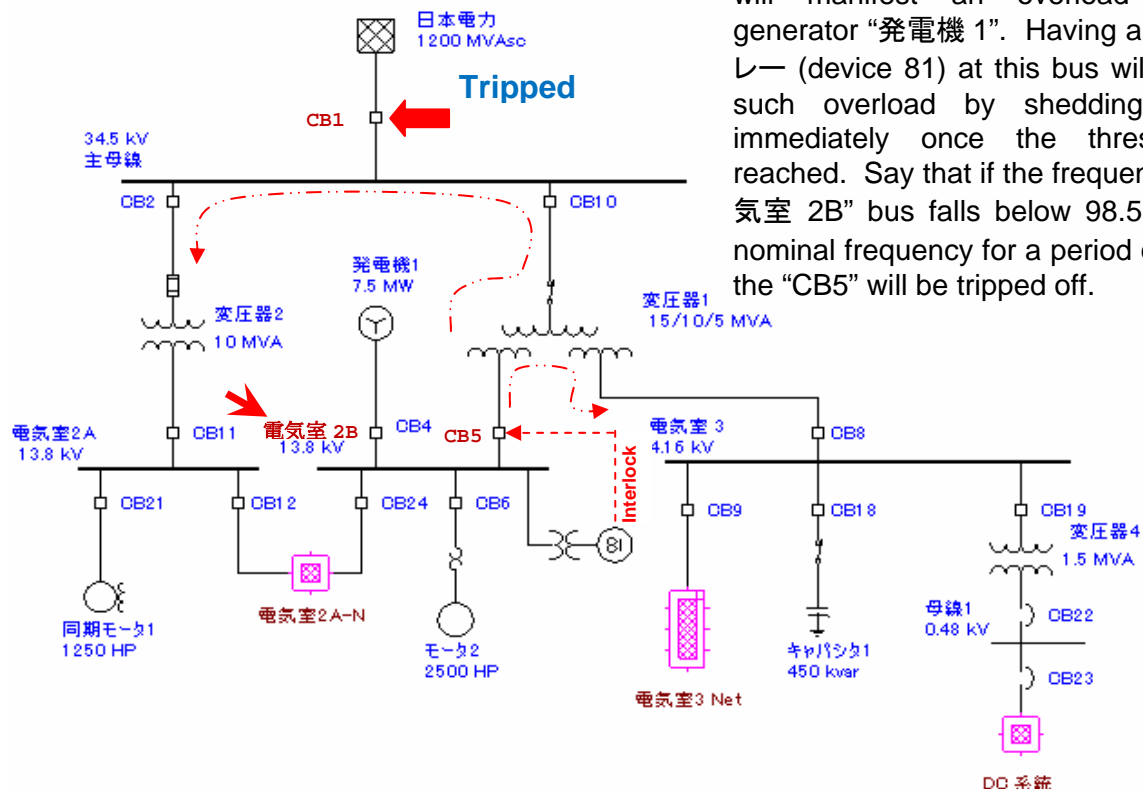 will manifest an overload
generator “発電機 1”. Having a
レー (device 81) at this bus wil
such overload by shedding
immediately once the thres
reached. Say that if the frequen
気室 2B” bus falls below 98.5
nominal frequency for a period
the “CB5” will be tripped off.
日本電力
1200 MVAsc
Tripped
CB1
34.5 kV
主母線
CB2
CB10
発電機1
7.5 MW
変圧器2
10 MVA
変圧器1
15/10/5 MVA
電気室2A
13.8 kV
CB11
電気室 2B
13.8 kV
CB4
CB5
Interlock
電気室 3
4.16 kV
CB8
CB21
CB12
CB24
CB6
81
CB9
CB18
CB19
変圧器4
1.5 MVA
電気室2A-N
同期モータ1
1250 HP
モータ2
2500 HP
電気室3 Net
キャパシタ1
450 kvar
母線1
0.48 kV
CB22
CB23
DC 系統